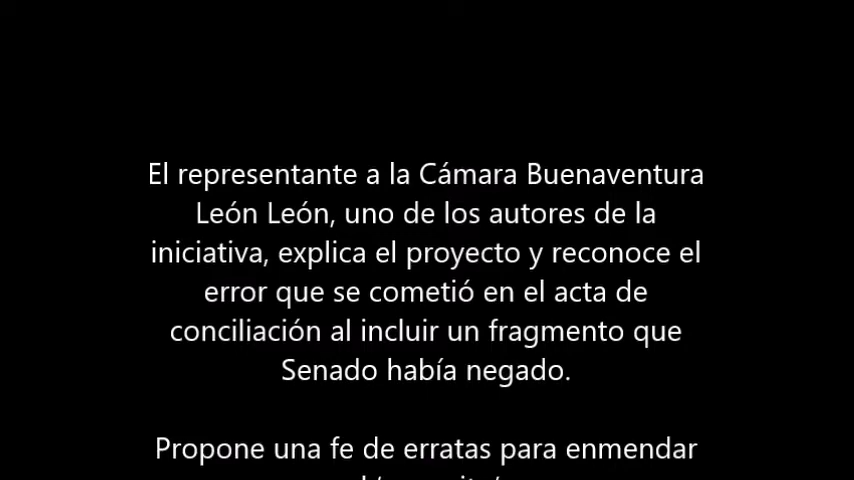 El representante a la Cámara Buenaventura
León León, uno de los autores de la
iniciativa, explica el proyecto y reconoce el
error que se cometió en el acta de
conciliación al incluir un fragmento que
Senado había negado.
Propone una fe de erratas para enmendar